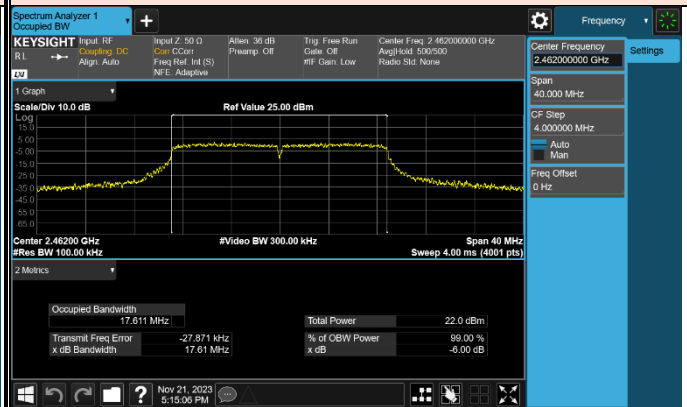 Spectrum Analyzer 1
Occupied BW
+
Frequency
KEYSIGHT
RL
LXI
Input: RF
Coupling: DC
Align: Auto
Input Z: 50 Ω
Corr CCorr
Freq Ref: Int (S)
NFE: Adaptive
Atten: 36 dB
Preamp: Off
Trig: Free Run
Gate: Off
#IF Gain: Low
Center Freq: 2.462000000 GHz
Avg|Hold: 500/500
Radio Std: None
Center Frequency
2.462000000 GHz
Settings
Span
40.000 MHz
CF Step
4.000000 MHz
Auto
Man
Freq Offset
0 Hz
1 Graph
Scale/Div 10.0 dB
Ref Value 25.00 dBm
Log
15.0
5.00
-5.00
-15.0
-25.0
-35.0
-45.0
-55.0
-65.0
Center 2.46200 GHz
#Video BW 300.00 kHz
Span 40 MHz
#Res BW 100.00 kHz
Sweep 4.00 ms (4001 pts)
2 Metrics
Occupied Bandwidth
17.611 MHz
Total Power
22.0 dBm
Transmit Freq Error
-27.871 kHz
% of OBW Power
99.00 %
x dB Bandwidth
17.61 MHz
x dB
-6.00 dB
?
Nov 21, 2023
5:15:06 PM